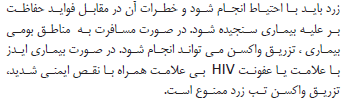 زرد باید با احتیاط انجام شود و خطرات آن در مقابل فواید حفاظت
بر علیه بیماری سنجیده شود. در صورت مسافرت به مناطق بومی
بیماری ، تزریق واکسن می تواند انجام شود. در صورت بیماری ایدز
با علامت یا عفونت HIV بی علامت همراه با نقص ایمنی شدید،
تزریق واکسن تب زرد ممنوع است.